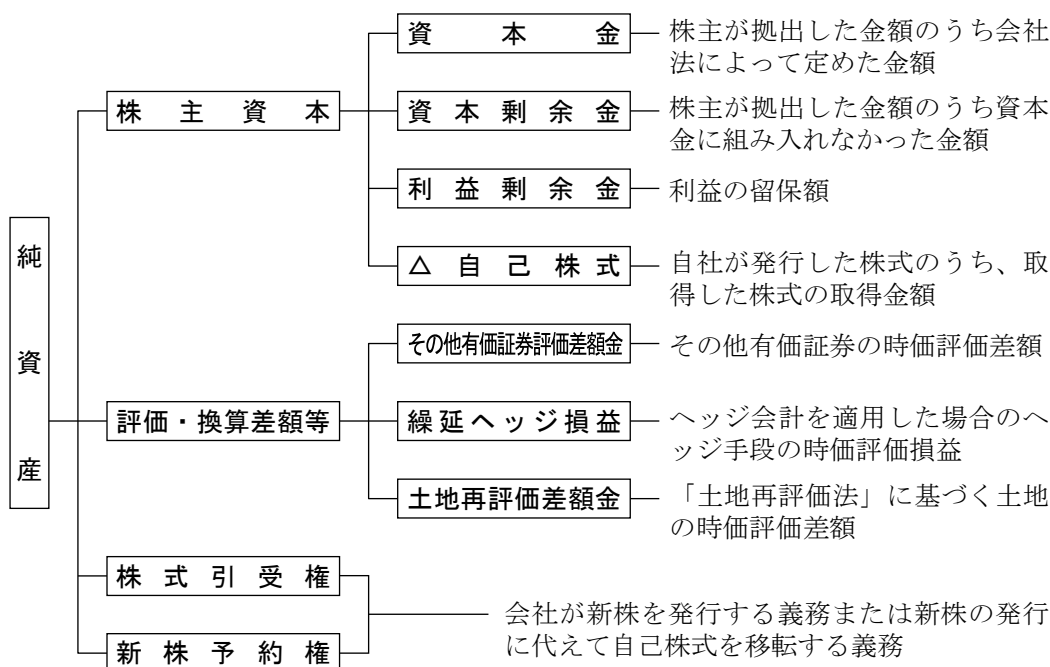 純資産
株主資本
資本金
株主が拠出した金額のうち会社
法によって定めた金額
資本剰余金
株主が拠出した金額のうち資本
金に組み入れなかった金額
利益剰余金
利益の留保額
△自己株式
自社が発行した株式のうち、取
得した株式の取得金額
評価・換算差額等
その他有価証券評価差額金
その他有価証券の時価評価差額
繰延ヘッジ損益
ヘッジ会計を適用した場合のヘ
ッジ手段の時価評価損益
土地再評価差額金
「土地再評価法」に基づく土地
の時価評価差額
株式引受権
新株予約権
会社が新株を発行する義務または新株の発行
に代えて自己株式を移転する義務